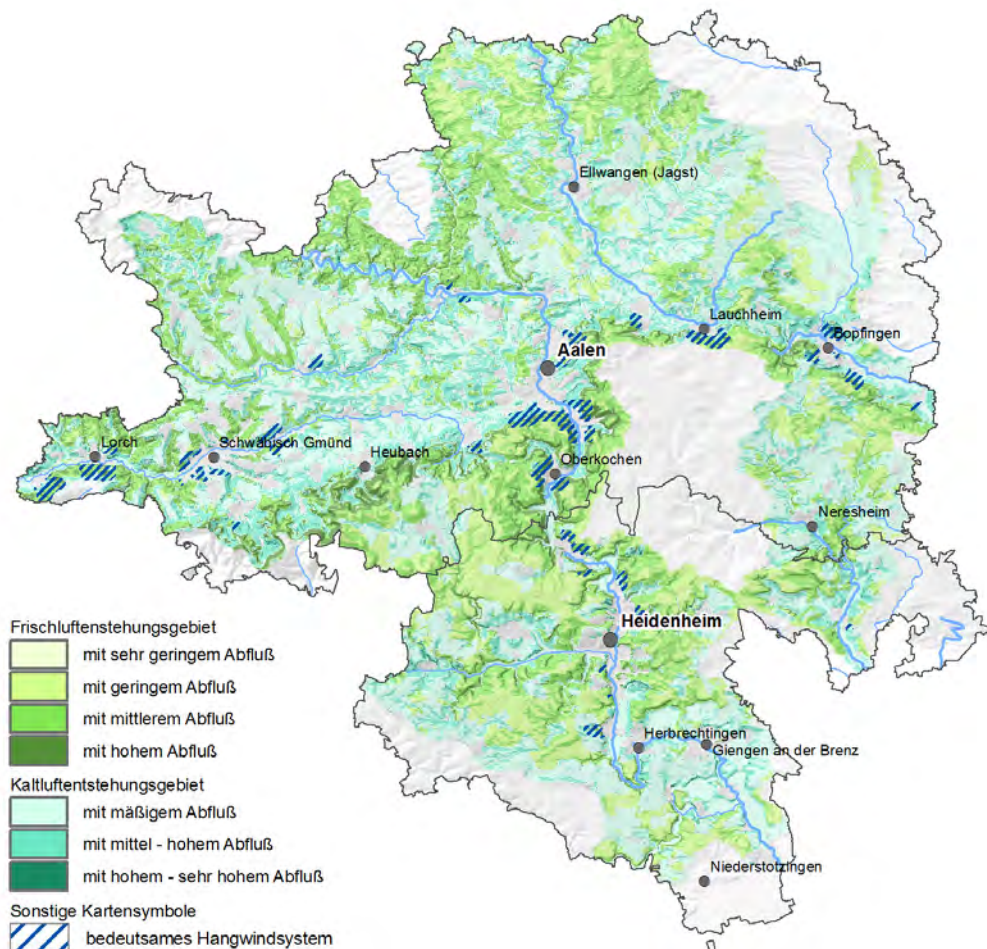 Ellwangen (Jagst)
Lauchheim
Bopfingen
Aalen
Lorch
Schwäbisch Gmünd
Heubach
Oberkochen
Neresheim
Heidenheim
Herbrechtingen
Giengen an der Brenz
Niederstotzingen
Frischluftenstehungsgebiet
mit sehr geringem Abfluß
mit geringem Abfluß
mit mittlerem Abfluß
mit hohem Abfluß
Kaltluftentstehungsgebiet
mit mäßigem Abfluß
mit mittel - hohem Abfluß
mit hohem - sehr hohem Abfluß
Sonstige Kartensymbole
bedeutsames Hangwindsystem